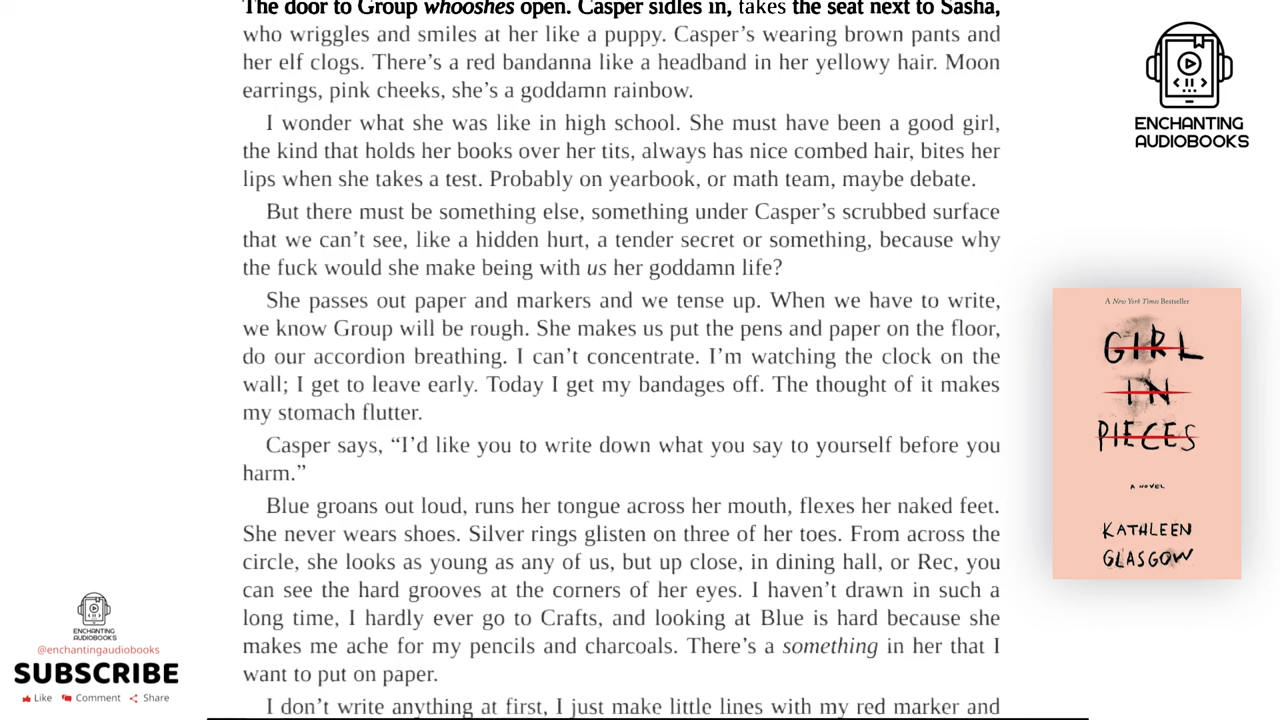 The door to Group whooshes open. Casper sidles in, takes the seat next to Sasha,
who wriggles and smiles at her like a puppy. Casper’s wearing brown pants and
her elf clogs. There’s a red bandanna like a headband in her yellowy hair. Moon
earrings, pink cheeks, she’s a goddamn rainbow.
I wonder what she was like in high school. She must have been a good girl,
the kind that holds her books over her tits, always has nice combed hair, bites her
lips when she takes a test. Probably on yearbook, or math team, maybe debate.
But there must be something else, something under Casper’s scrubbed surface
that we can’t see, like a hidden hurt, a tender secret or something, because why
the fuck would she make being with us her goddamn life?
She passes out paper and markers and we tense up. When we have to write,
we know Group will be rough. She makes us put the pens and paper on the floor,
do our accordion breathing. I can’t concentrate. I’m watching the clock on the
wall; I get to leave early. Today I get my bandages off. The thought of it makes
my stomach flutter.
Casper says, “I’d like you to write down what you say to yourself before you
harm.”
Blue groans out loud, runs her tongue across her mouth, flexes her naked feet.
She never wears shoes. Silver rings glisten on three of her toes. From across the
circle, she looks as young as any of us, but up close, in dining hall, or Rec, you
can see the hard grooves at the corners of her eyes. I haven’t drawn in such a
long time, I hardly ever go to Crafts, and looking at Blue is hard because she
makes me ache for my pencils and charcoals. There’s a something in her that I
want to put on paper.
I don’t write anything at first, I just make little lines with my red marker and
ENCHANTING
AUDIOBOOKS
A New York Times Bestseller
GIRL
IN
PIECES
A NOVEL
KATHLEEN
GLASGOW
ENCHANTING
AUDIOBOOKS
@enchantingaudiobooks
SUBSCRIBE
Like Comment Share